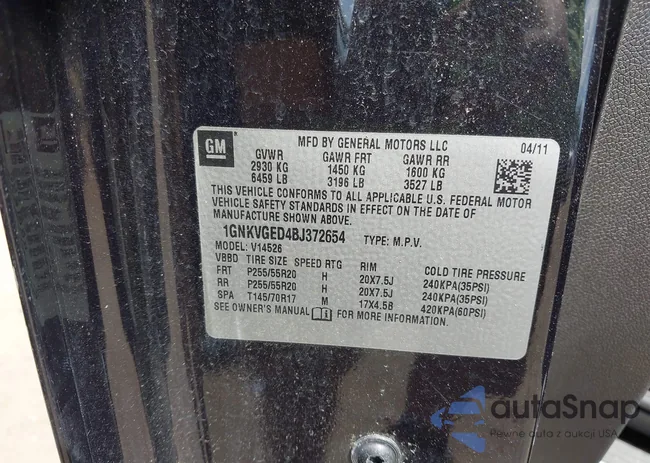 GM
MFD BY GENERAL MOTORS LLC 04/11
GVWR GAWR FRT GAWR RR
2930 KG 1450 KG 1600 KG
6459 LB 3196 LB 3527 LB
THIS VEHICLE CONFORMS TO ALL APPLICABLE U.S. FEDERAL MOTOR
VEHICLE SAFETY STANDARDS IN EFFECT ON THE DATE OF
MANUFACTURE SHOWN ABOVE.
1GNKVGED4BJ372654 TYPE: M.P.V.
MODEL: V14526
VBBD TIRE SIZE SPEED RTG RIM COLD TIRE PRESSURE
FRT P255/55R20 H 20X7.5J 240KPA(35PSI)
RR P255/55R20 H 20X7.5J 240KPA(35PSI)
SPA T145/70R17 M 17X4.5B 420KPA(60PSI)
SEE OWNER'S MANUAL FOR MORE INFORMATION.
autaSnap
Pewne auta z aukcji USA